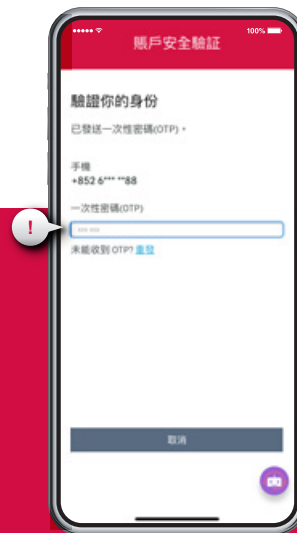 100%
賬戶安全驗証
驗證你的身份
已發送一次性密碼(OTP)。
手機
+852 6*** **88
一次性密碼(OTP)
!
*** ***
未能收到 OTP? 重發
取消